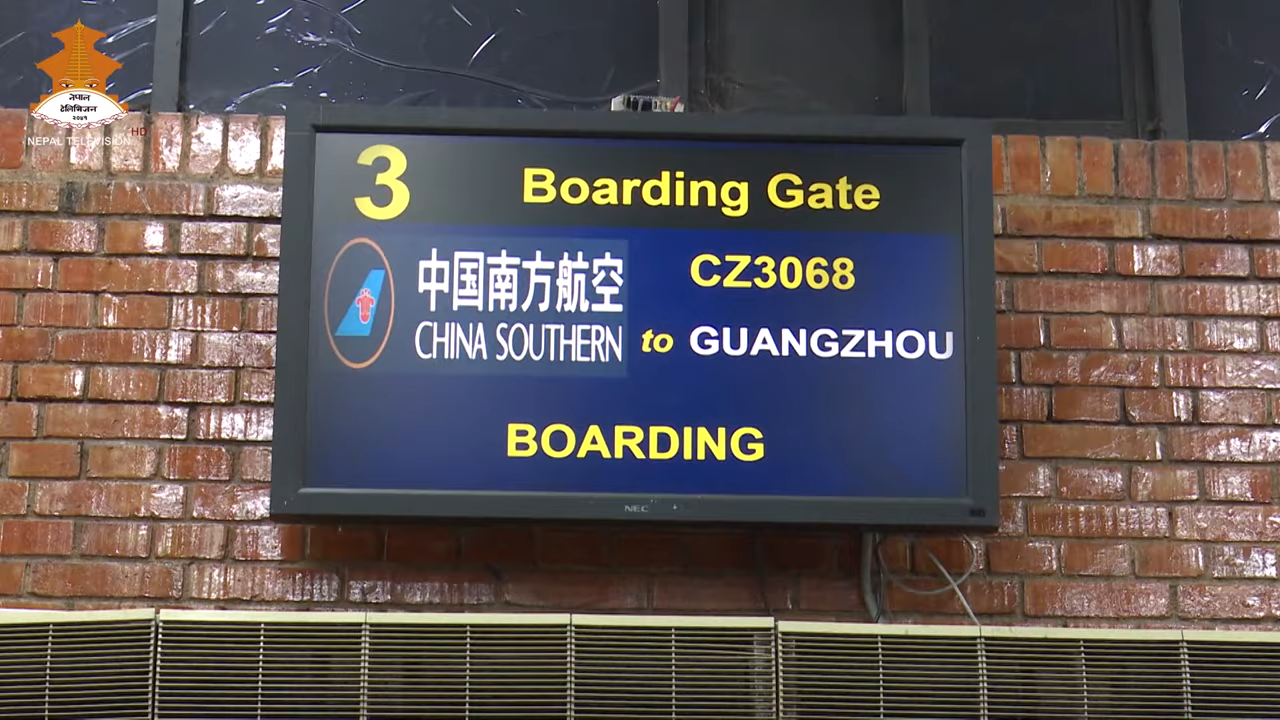 नेपाल
टेलिभिजन
२०४१
HD
NEPAL TELEVISION
3 Boarding Gate
中国南方航空
CHINA SOUTHERN
CZ3068
to GUANGZHOU
BOARDING
NEC